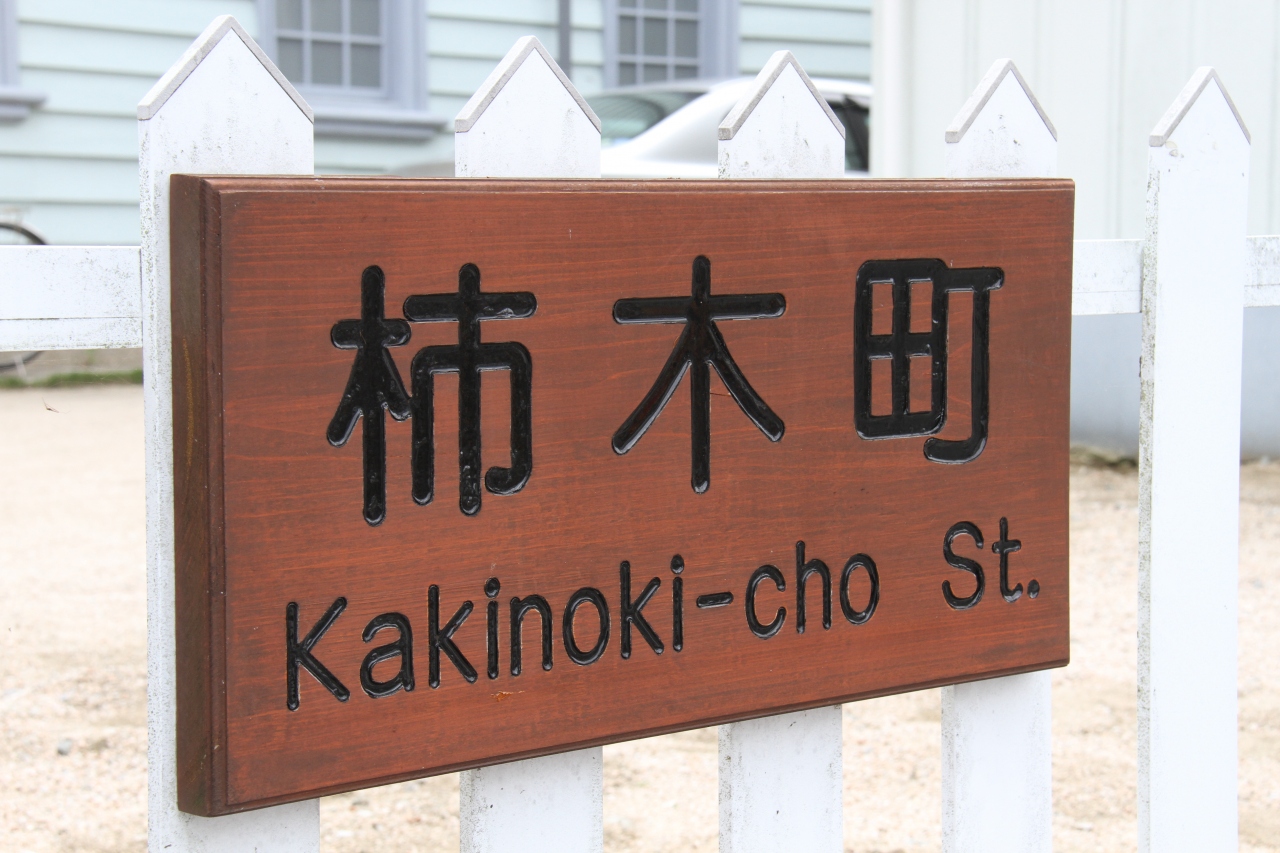 柿木町
Kakinoki-cho St.